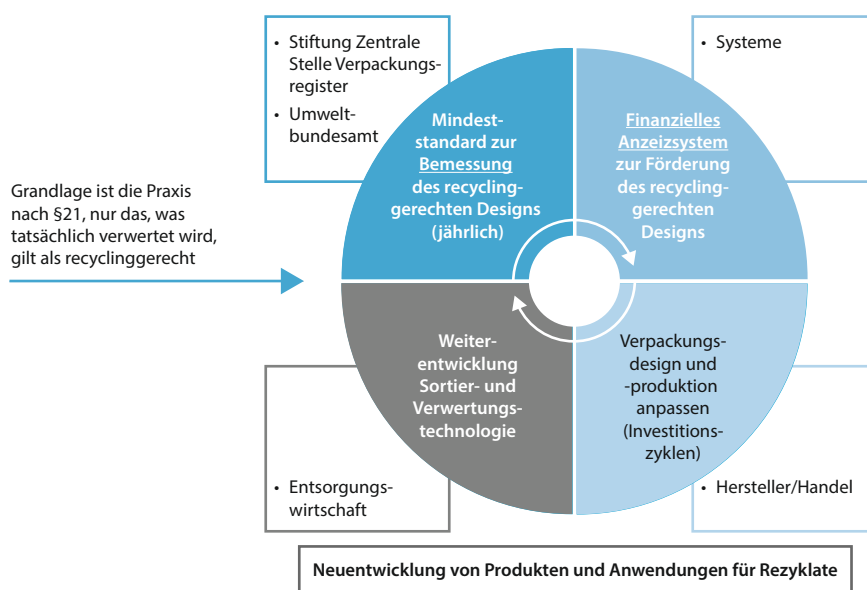 • Stiftung Zentrale
Stelle Verpackungs-
register
• Umwelt-
bundesamt
• Systeme
Mindest-
standard zur
Bemessung
des recycling-
gerechten Designs
(jährlich)
Finanzielles
Anzeizsystem
zur Förderung
des recycling-
gerechten
Designs
Grandlage ist die Praxis
nach §21, nur das, was
tatsächlich verwertet wird,
gilt als recyclinggerecht
Weiter-
entwicklung
Sortier- und
Verwertungs-
technologie
Verpackungs-
design und
-produktion
anpassen
(Investitions-
zyklen)
• Entsorgungs-
wirtschaft
• Hersteller/Handel
Neuentwicklung von Produkten und Anwendungen für Rezyklate